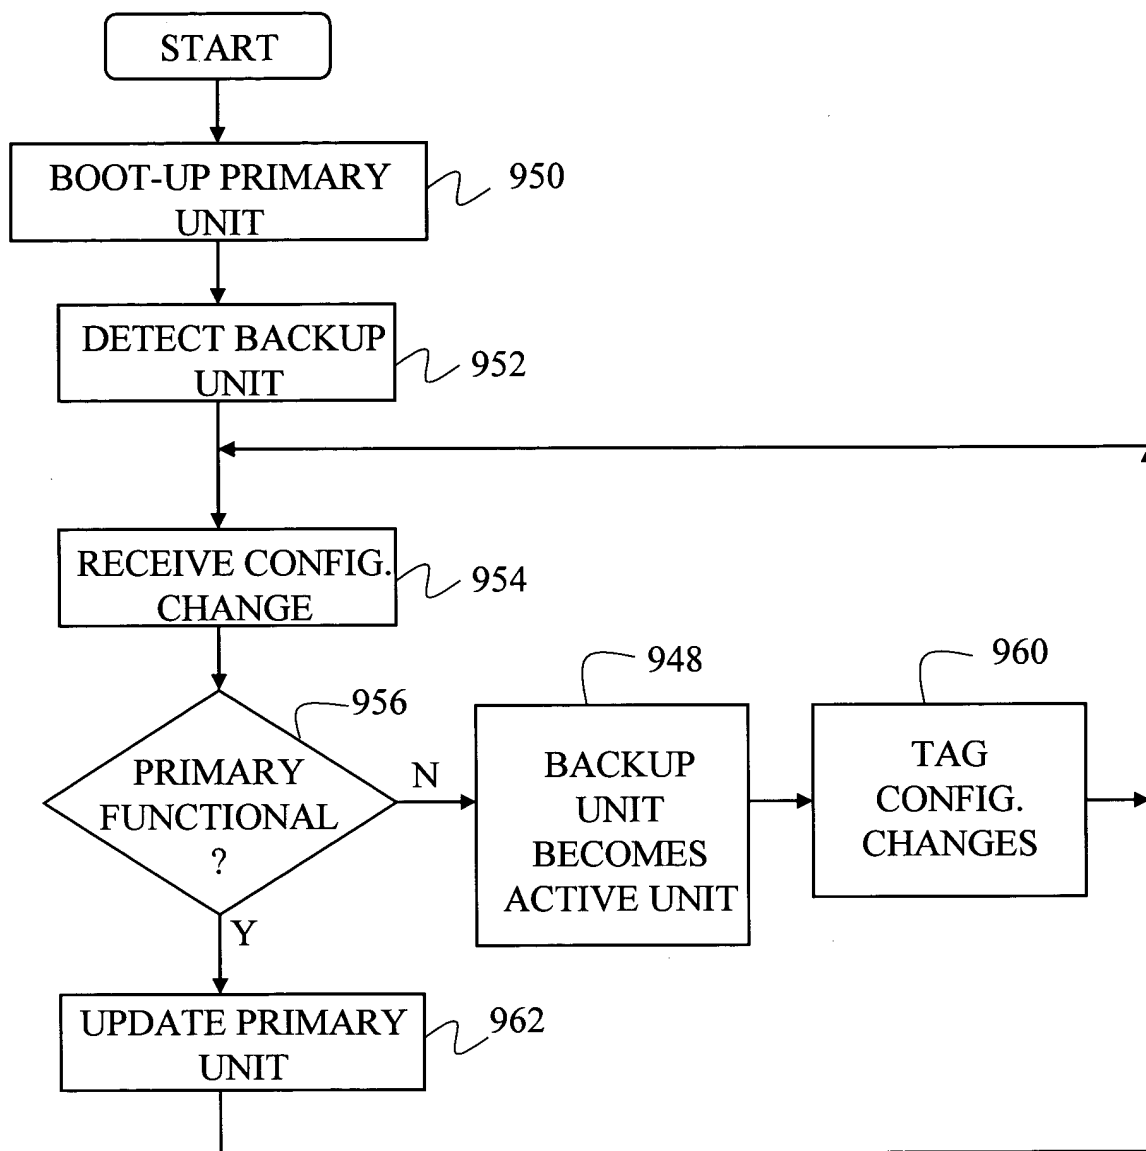 START
BOOT-UP PRIMARY
UNIT
950
DETECT BACKUP
UNIT
952
RECEIVE CONFIG.
CHANGE
954
PRIMARY
FUNCTIONAL
?
956
N
BACKUP
UNIT
BECOMES
ACTIVE UNIT
948
TAG
CONFIG.
CHANGES
960
Y
UPDATE PRIMARY
UNIT
962